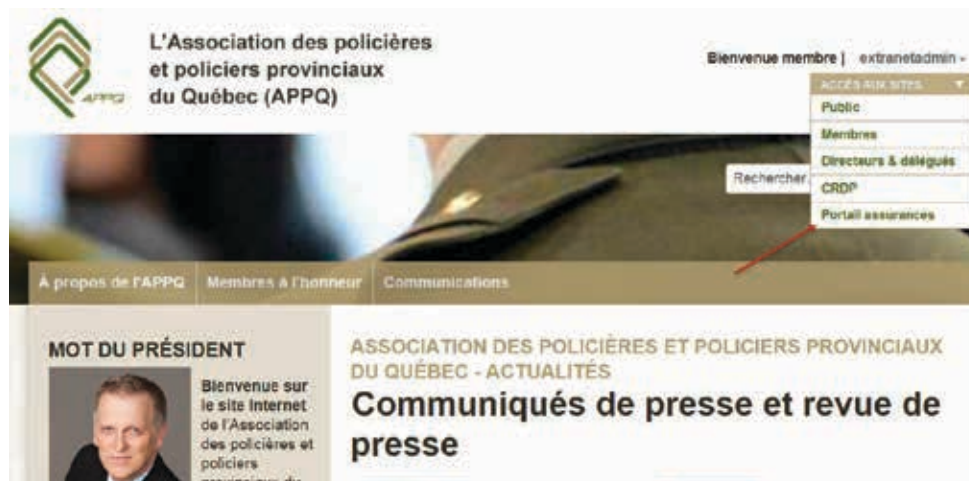 L'Association des policières
et policiers provinciaux
du Québec (APPQ)
APPQ
Bienvenue membre | extranetadmin -
ACCÈS AUX SITES
Public
Membres
Directeurs & délégués
CRDP
Portail assurances
Rechercher.
À propos de l'APPQ
Membres à l'honneur
Communications
MOT DU PRÉSIDENT
Bienvenue sur
le site Internet
de l'Association
des policières et
policiers
provinciaux du
ASSOCIATION DES POLICIÈRES ET POLICIERS PROVINCIAUX
DU QUÉBEC - ACTUALITÉS
Communiqués de presse et revue de
presse